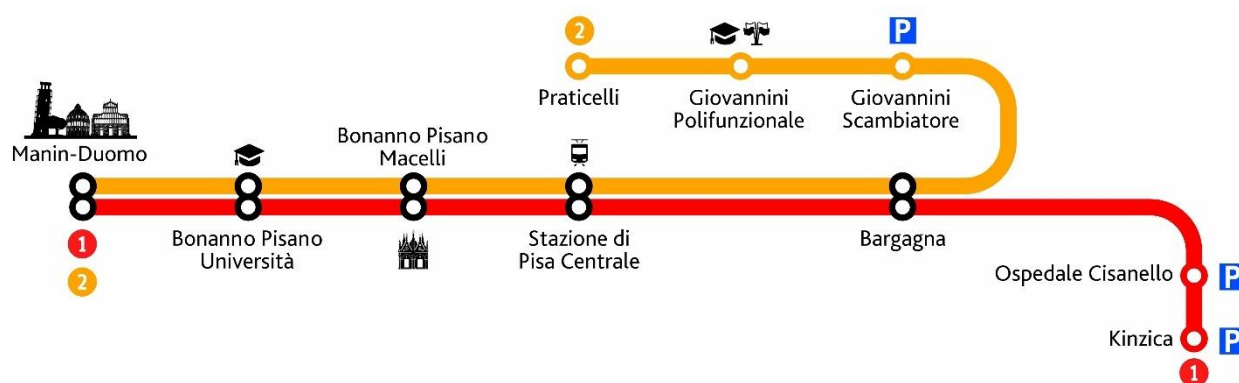 2
P
Praticelli
Giovannini
Polifunzionale
Giovannini
Scambiatore
Manin-Duomo
Bonanno Pisano
Macelli
Bonanno Pisano
Università
Stazione di
Pisa Centrale
Bargagna
1
2
Ospedale Cisanello
P
Kinzica
P
1